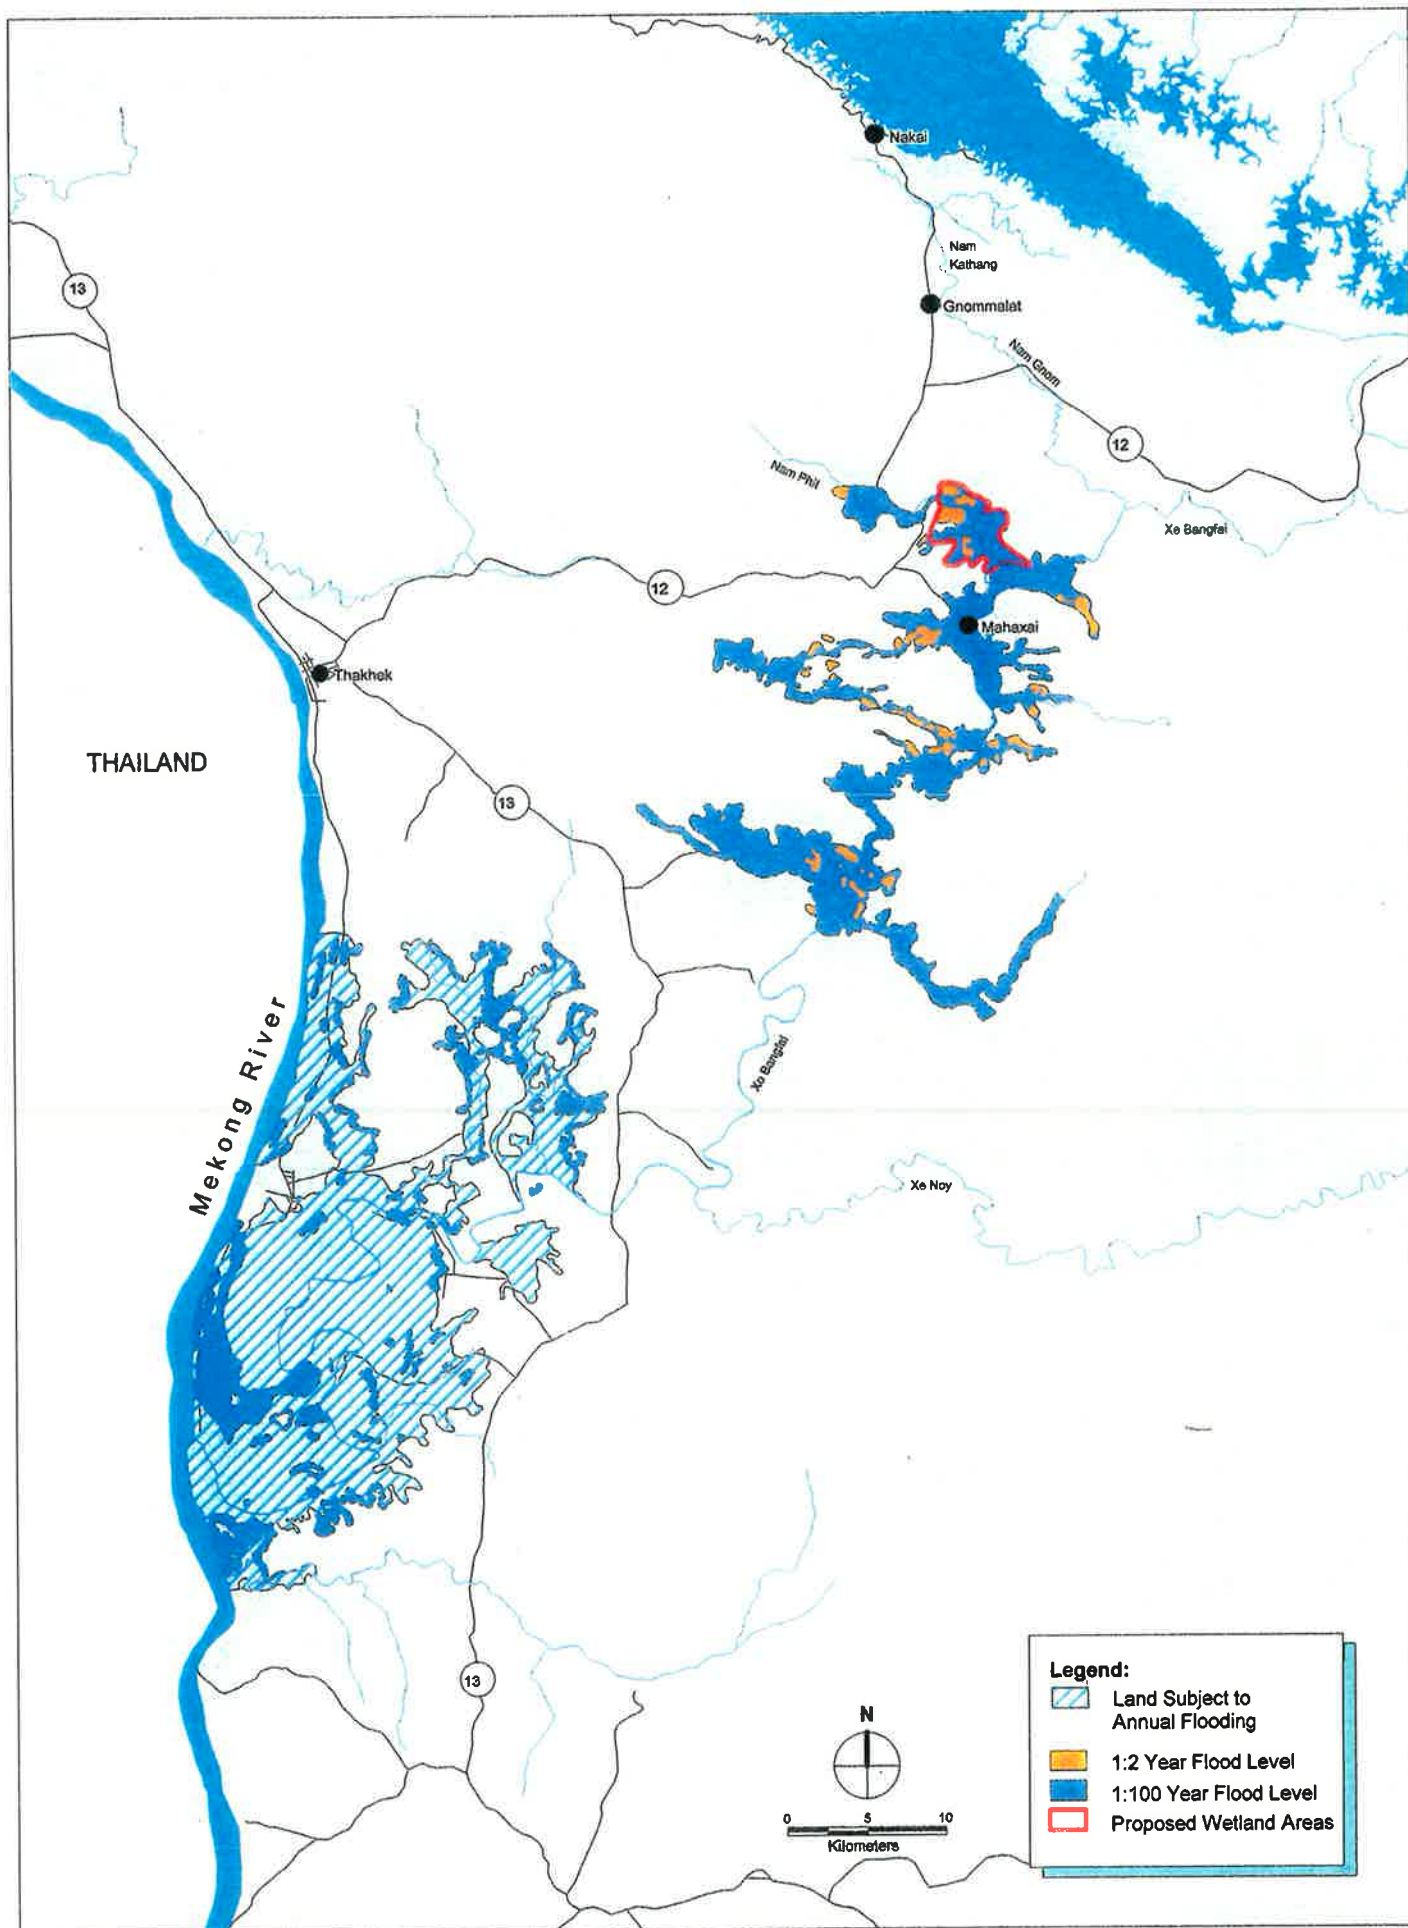 Nakai
Nam
Kathang
13
Gnommalat
Nam Gnom
12
Nam Phit
Xe Bangfai
12
Mahaxai
Thakhek
THAILAND
13
Mekong River
Xe Bangfai
Xe Noy
13
N
0 5 10
Kilometers
Legend:
Land Subject to
Annual Flooding
1:2 Year Flood Level
1:100 Year Flood Level
Proposed Wetland Areas